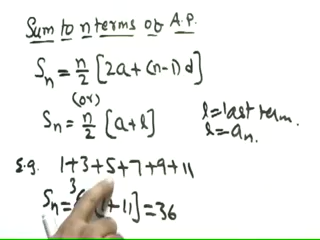 Sum to n terms of A.P.
Sn = n/2 [2a + (n-1) d]
(or)
Sn = n/2 [a + l]
l = last term.
l = an.
E.g. 1+3+5+7+9+11
Sn = 3 + 11] = 36